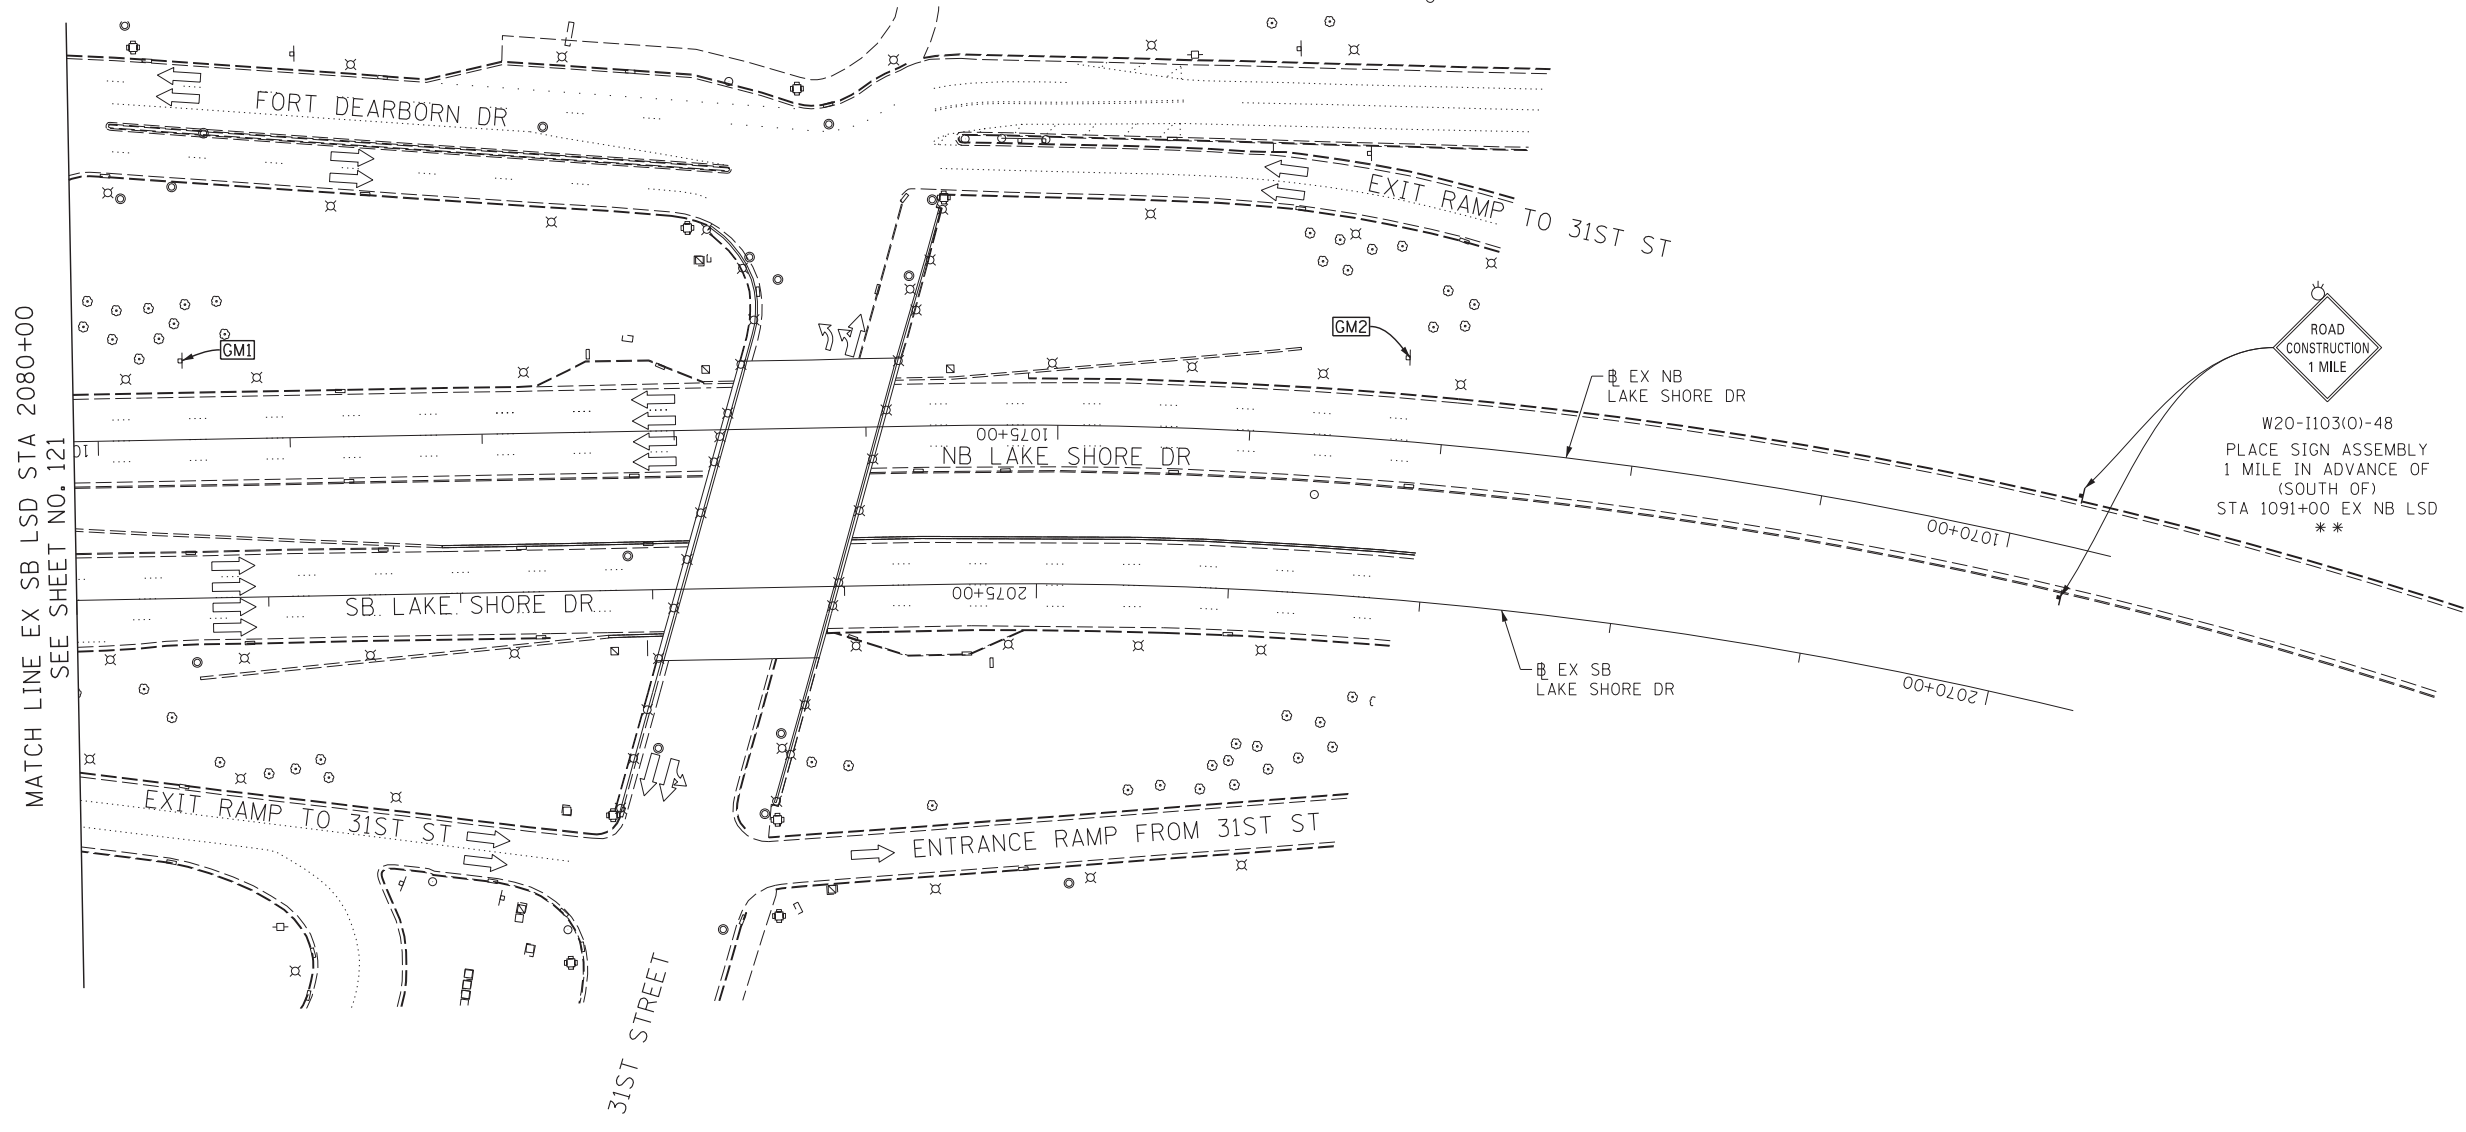 FORT DEARBORN DR
EXIT RAMP TO 31ST ST
MATCH LINE EX SB LSD STA 2080+00
SEE SHEET NO. 121
GM1
GM2
ROAD
CONSTRUCTION
1 MILE
W20-I103(O)-48
PLACE SIGN ASSEMBLY
1 MILE IN ADVANCE OF
(SOUTH OF)
STA 1091+00 EX NB LSD
**
BL EX NB
LAKE SHORE DR
1075+00
NB LAKE SHORE DR
1070+00
10
SB LAKE SHORE DR
2075+00
BL EX SB
LAKE SHORE DR
2070+00
EXIT RAMP TO 31ST ST
ENTRANCE RAMP FROM 31ST ST
31ST STREET